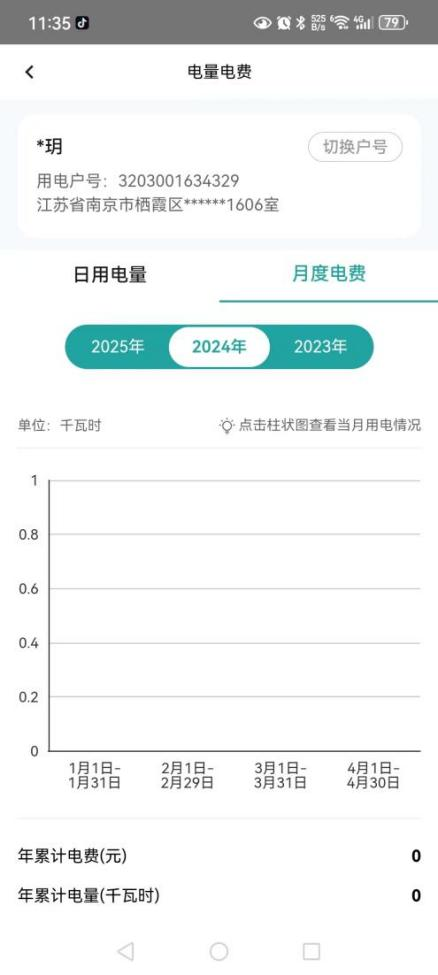 11:35
525
B/s
6
4G
79
电量电费
*玥
切换户号
用电户号：3203001634329
江苏省南京市栖霞区******1606室
日用电量
月度电费
2025年
2024年
2023年
单位：千瓦时
点击柱状图查看当月用电情况
1
0.8
0.6
0.4
0.2
0
1月1日-
1月31日
2月1日-
2月29日
3月1日-
3月31日
4月1日-
4月30日
年累计电费(元)
0
年累计电量(千瓦时)
0